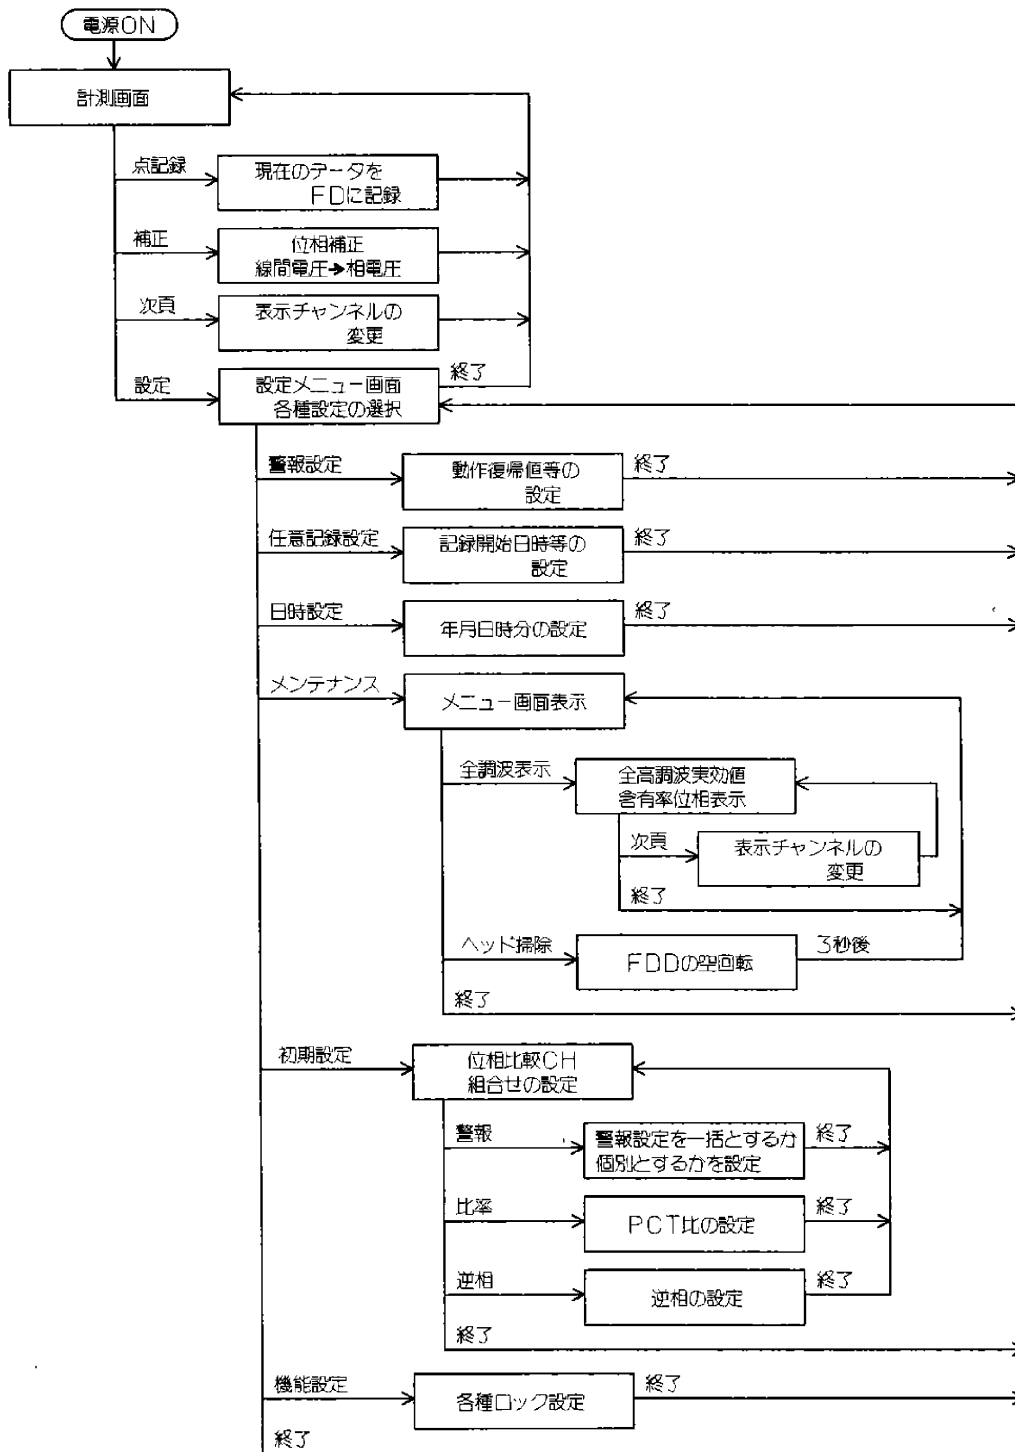 電源ON
計測画面
点記録
現在のデータを
FDに記録
補正
位相補正
線間電圧→相電圧
次頁
表示チャンネルの
変更
設定
設定メニュー画面
各種設定の選択
終了
警報設定
動作復帰値等の
設定
終了
任意記録設定
記録開始日時等の
設定
終了
日時設定
年月日時分の設定
終了
メンテナンス
メニュー画面表示
全調波表示
全高調波実効値
含有率位相表示
次頁
表示チャンネルの
変更
終了
ヘッド掃除
FDDの空回転
3秒後
終了
初期設定
位相比較CH
組合せの設定
警報
警報設定を一括とするか
個別とするかを設定
終了
比率
PCT比の設定
終了
逆相
逆相の設定
終了
終了
機能設定
各種ロック設定
終了
終了